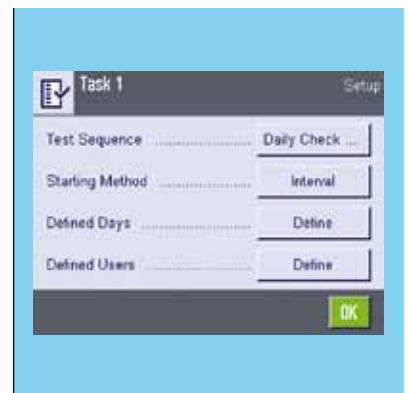 Task 1
Setup
Test Sequence .................... Daily Check ...
Starting Method .................... Interval
Defined Days .................... Define
Defined Users .................... Define
OK